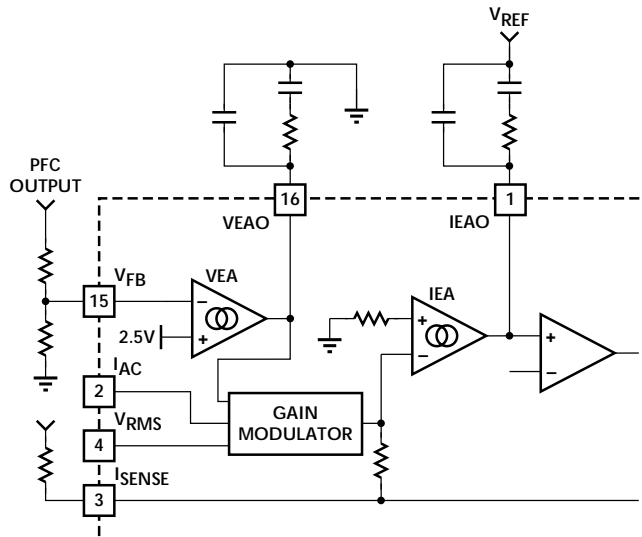 VREF
PFC
OUTPUT
16
1
VEAO
IEAO
VFB
VEA
IEA
15
−
+
2.5V
+
−
+
−
IAC
2
VRMS
4
GAIN
MODULATOR
ISENSE
3